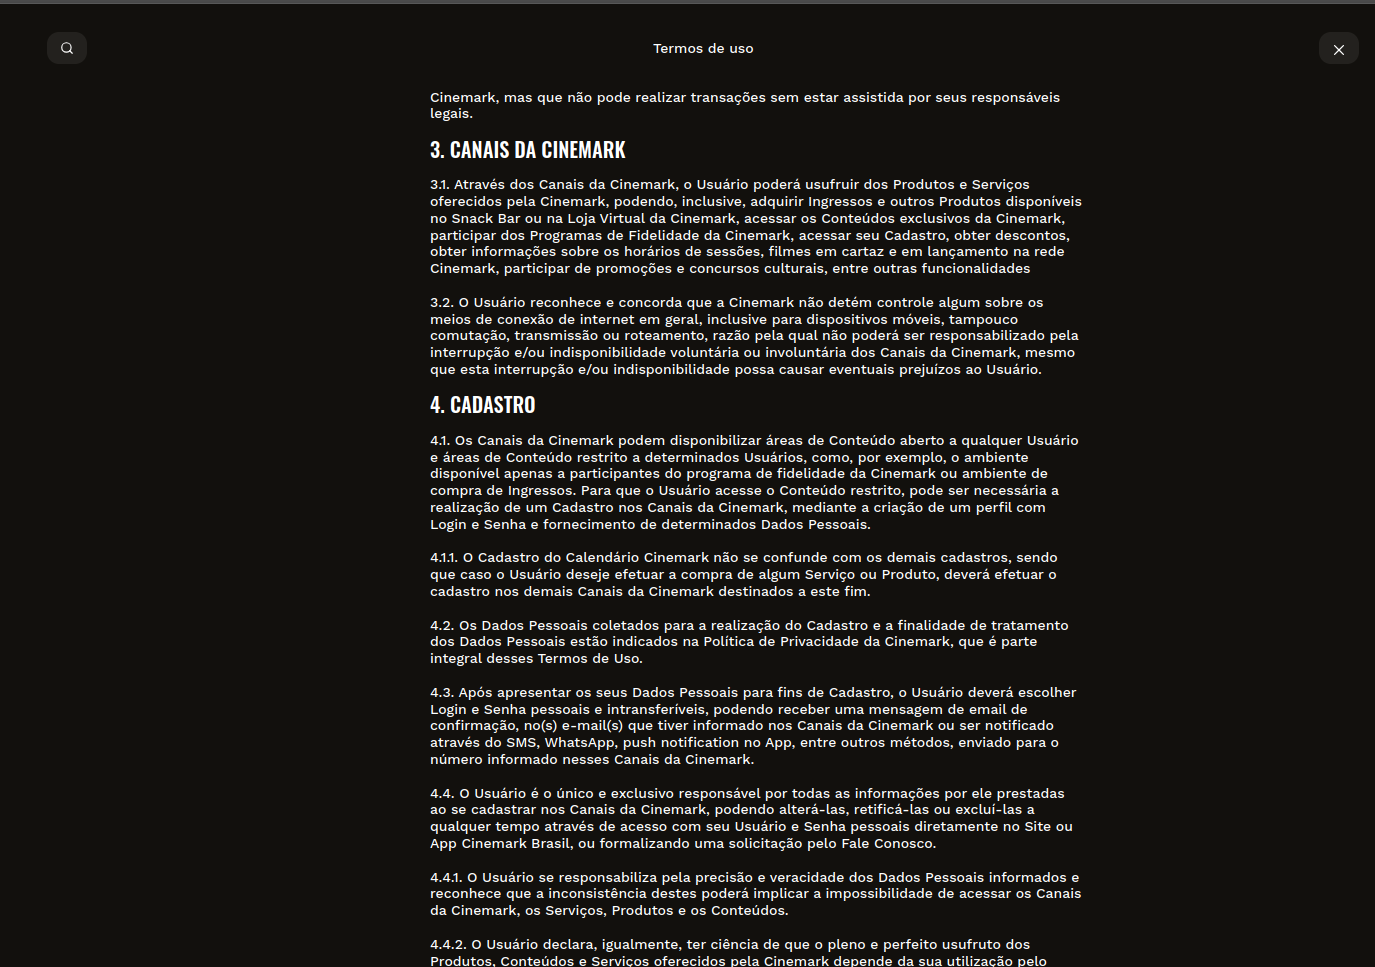 Termos de uso
Cinemark, mas que não pode realizar transações sem estar assistida por seus responsáveis
legais.
3. CANAIS DA CINEMARK
3.1. Através dos Canais da Cinemark, o Usuário poderá usufruir dos Produtos e Serviços
oferecidos pela Cinemark, podendo, inclusive, adquirir Ingressos e outros Produtos disponíveis
no Snack Bar ou na Loja Virtual da Cinemark, acessar os Conteúdos exclusivos da Cinemark,
participar dos Programas de Fidelidade da Cinemark, acessar seu Cadastro, obter descontos,
obter informações sobre os horários de sessões, filmes em cartaz e em lançamento na rede
Cinemark, participar de promoções e concursos culturais, entre outras funcionalidades
3.2. O Usuário reconhece e concorda que a Cinemark não detém controle algum sobre os
meios de conexão de internet em geral, inclusive para dispositivos móveis, tampouco
comutação, transmissão ou roteamento, razão pela qual não poderá ser responsabilizado pela
interrupção e/ou indisponibilidade voluntária ou involuntária dos Canais da Cinemark, mesmo
que esta interrupção e/ou indisponibilidade possa causar eventuais prejuízos ao Usuário.
4. CADASTRO
4.1. Os Canais da Cinemark podem disponibilizar áreas de Conteúdo aberto a qualquer Usuário
e áreas de Conteúdo restrito a determinados Usuários, como, por exemplo, o ambiente
disponível apenas a participantes do programa de fidelidade da Cinemark ou ambiente de
compra de Ingressos. Para que o Usuário acesse o Conteúdo restrito, pode ser necessária a
realização de um Cadastro nos Canais da Cinemark, mediante a criação de um perfil com
Login e Senha e fornecimento de determinados Dados Pessoais.
4.1.1. O Cadastro do Calendário Cinemark não se confunde com os demais cadastros, sendo
que caso o Usuário deseje efetuar a compra de algum Serviço ou Produto, deverá efetuar o
cadastro nos demais Canais da Cinemark destinados a este fim.
4.2. Os Dados Pessoais coletados para a realização do Cadastro e a finalidade de tratamento
dos Dados Pessoais estão indicados na Política de Privacidade da Cinemark, que é parte
integral desses Termos de Uso.
4.3. Após apresentar os seus Dados Pessoais para fins de Cadastro, o Usuário deverá escolher
Login e Senha pessoais e intransferíveis, podendo receber uma mensagem de email de
confirmação, no(s) e-mail(s) que tiver informado nos Canais da Cinemark ou ser notificado
através do SMS, WhatsApp, push notification no App, entre outros métodos, enviado para o
número informado nesses Canais da Cinemark.
4.4. O Usuário é o único e exclusivo responsável por todas as informações por ele prestadas
ao se cadastrar nos Canais da Cinemark, podendo alterá-las, retificá-las ou excluí-las a
qualquer tempo através de acesso com seu Usuário e Senha pessoais diretamente no Site ou
App Cinemark Brasil, ou formalizando uma solicitação pelo Fale Conosco.
4.4.1. O Usuário se responsabiliza pela precisão e veracidade dos Dados Pessoais informados e
reconhece que a inconsistência destes poderá implicar a impossibilidade de acessar os Canais
da Cinemark, os Serviços, Produtos e os Conteúdos.
4.4.2. O Usuário declara, igualmente, ter ciência de que o pleno e perfeito usufruto dos
Produtos, Conteúdos e Serviços oferecidos pela Cinemark depende da sua utilização pelo